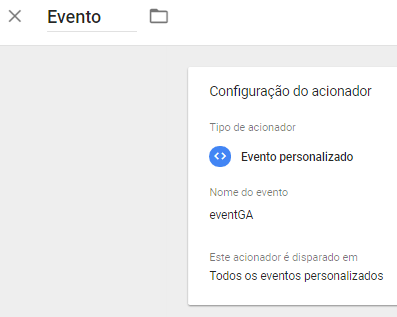 Evento
Configuração do acionador
Tipo de acionador
Evento personalizado
Nome do evento
eventGA
Este acionador é disparado em
Todos os eventos personalizados